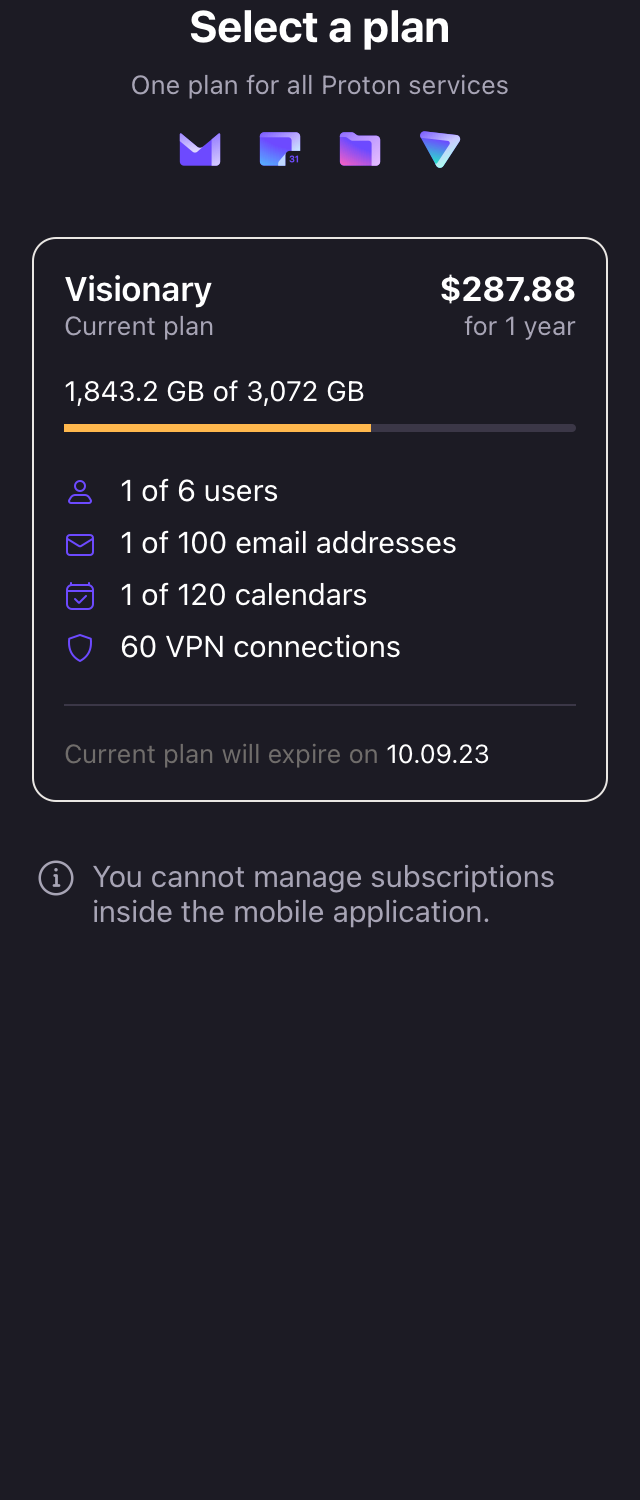 Select a plan
One plan for all Proton services
31
Visionary $287.88
Current plan for 1 year
1,843.2 GB of 3,072 GB
1 of 6 users
1 of 100 email addresses
1 of 120 calendars
60 VPN connections
Current plan will expire on 10.09.23
You cannot manage subscriptions
inside the mobile application.